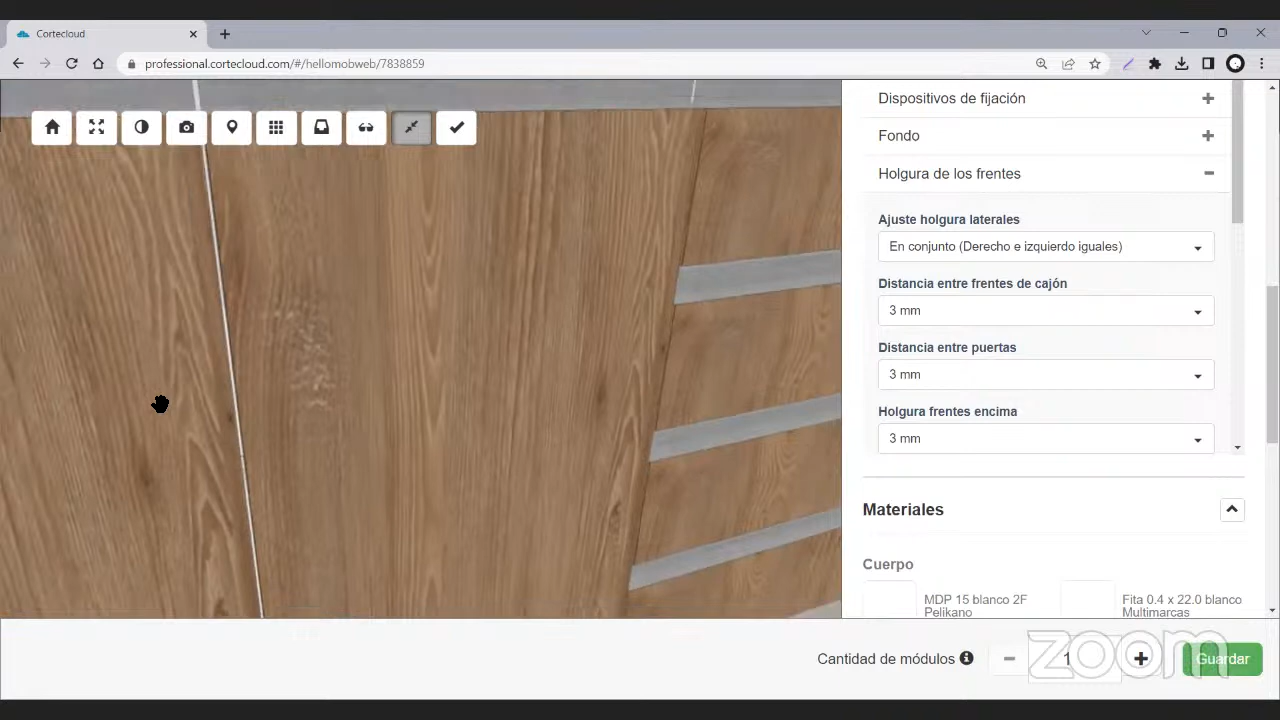 Cortecloud
professional.cortecloud.com/#/hellomobweb/7838859
Dispositivos de fijación
Fondo
Holgura de los frentes
Ajuste holgura laterales
En conjunto (Derecho e izquierdo iguales)
Distancia entre frentes de cajón
3 mm
Distancia entre puertas
3 mm
Holgura frentes encima
3 mm
Materiales
Cuerpo
MDP 15 blanco 2F
Pelikano
Fita 0.4 x 22.0 blanco
Multimarcas
Cantidad de módulos
1
Guardar
zoom